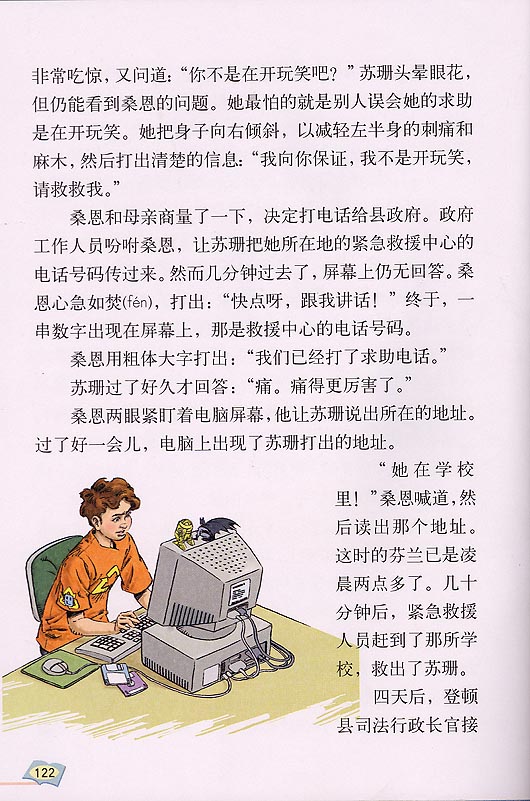 非常吃惊，又问道：“你不是在开玩笑吧？”苏珊头晕眼花，
但仍能看到桑恩的问题。她最怕的就是别人误会她的求助
是在开玩笑。她把身子向右倾斜，以减轻左半身的刺痛和
麻木，然后打出清楚的信息：“我向你保证，我不是开玩笑，
请救救我。”
桑恩和母亲商量了一下，决定打电话给县政府。政府
工作人员吩咐桑恩，让苏珊把她所在地的紧急救援中心的
电话号码传过来。然而几分钟过去了，屏幕上仍无回答。桑
恩心急如焚(fén)，打出：“快点呀，跟我讲话！”终于，一
串数字出现在屏幕上，那是救援中心的电话号码。
桑恩用粗体大字打出：“我们已经打了求助电话。”
苏珊过了好久才回答：“痛。痛得更厉害了。”
桑恩两眼紧盯着电脑屏幕，他让苏珊说出所在的地址。
过了好一会儿，电脑上出现了苏珊打出的地址。
“她在学校
里！”桑恩喊道，然
后读出那个地址。
这时的芬兰已是凌
晨两点多了。几十
分钟后，紧急救援
人员赶到了那所学
校，救出了苏珊。
四天后，登顿
县司法行政长官接
122